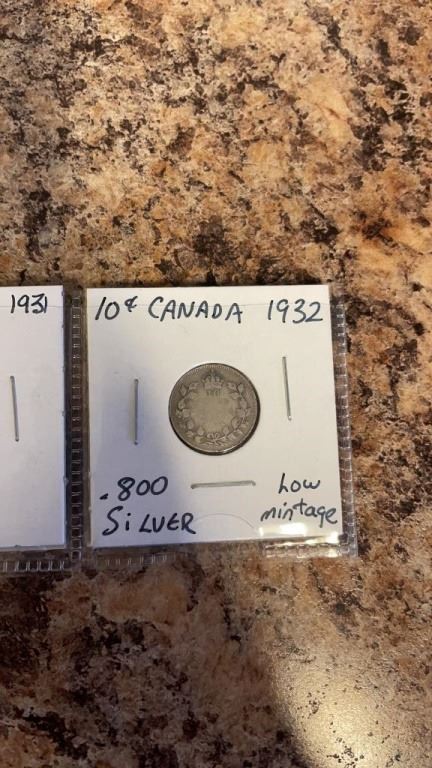 1931
10¢ CANADA 1932
.800 Low
SiLVER mintage